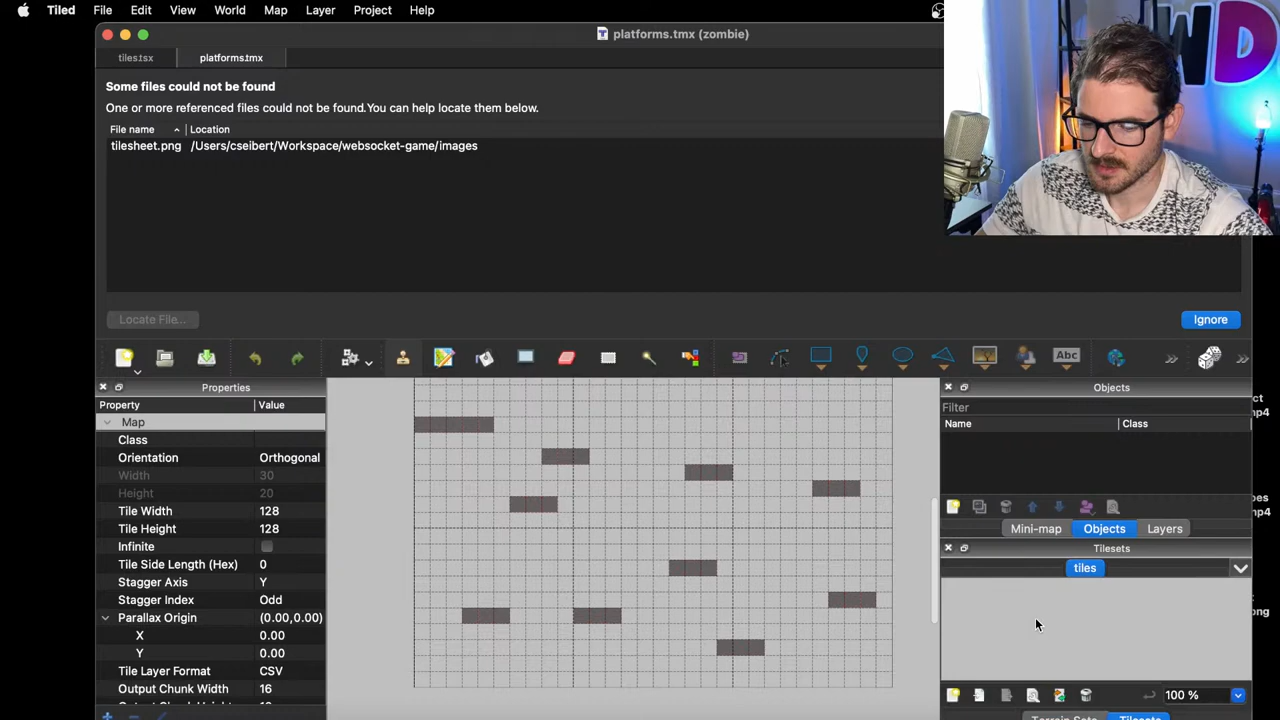 Tiled File Edit View World Map Layer Project Help
platforms.tmx (zombie)
tiles.tsx platforms.tmx
WD
Some files could not be found
One or more referenced files could not be found.You can help locate them below.
File name Location
tilesheet.png /Users/cseibert/Workspace/websocket-game/images
Locate File... Ignore
Abc
Properties
Property Value
Map
Class
Orientation Orthogonal
Width 30
Height 20
Tile Width 128
Tile Height 128
Infinite
Tile Side Length (Hex) 0
Stagger Axis Y
Stagger Index Odd
Parallax Origin (0.00,0.00)
X 0.00
Y 0.00
Tile Layer Format CSV
Output Chunk Width 16
Objects
Filter
Name Class
Mini-map Objects Layers
Tilesets
tiles
100 %
Terrain Sets Tilesets